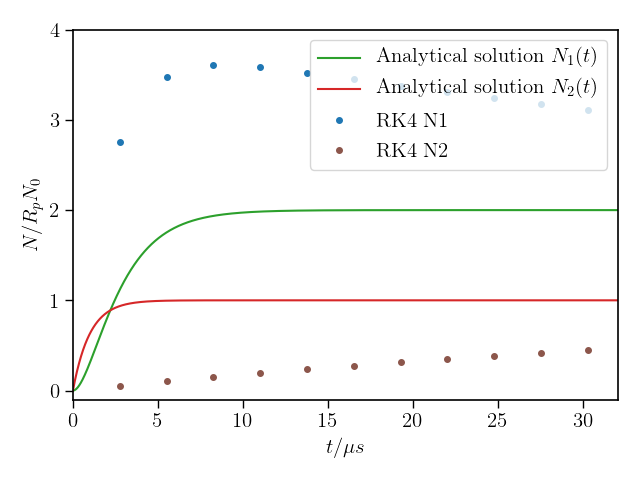 4
3
2
1
0
N/R_pN_0
Analytical solution N_1(t)
Analytical solution N_2(t)
RK4 N1
RK4 N2
0 5 10 15 20 25 30
t/μs